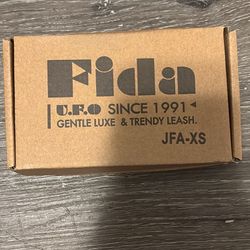 Fida
U.F.O SINCE 1991
GENTLE LUXE & TRENDY LEASH.
JFA-XS